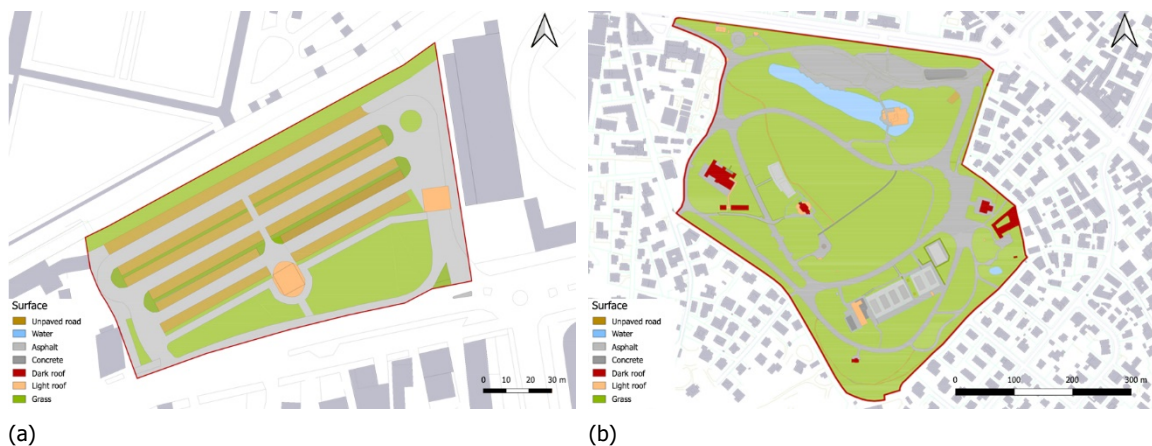 Surface
Unpaved road
Water
Asphalt
Concrete
Dark roof
Light roof
Grass
0 10 20 30 m
(a)
Surface
Unpaved road
Water
Asphalt
Concrete
Dark roof
Light roof
Grass
0 100 200 300 m
(b)